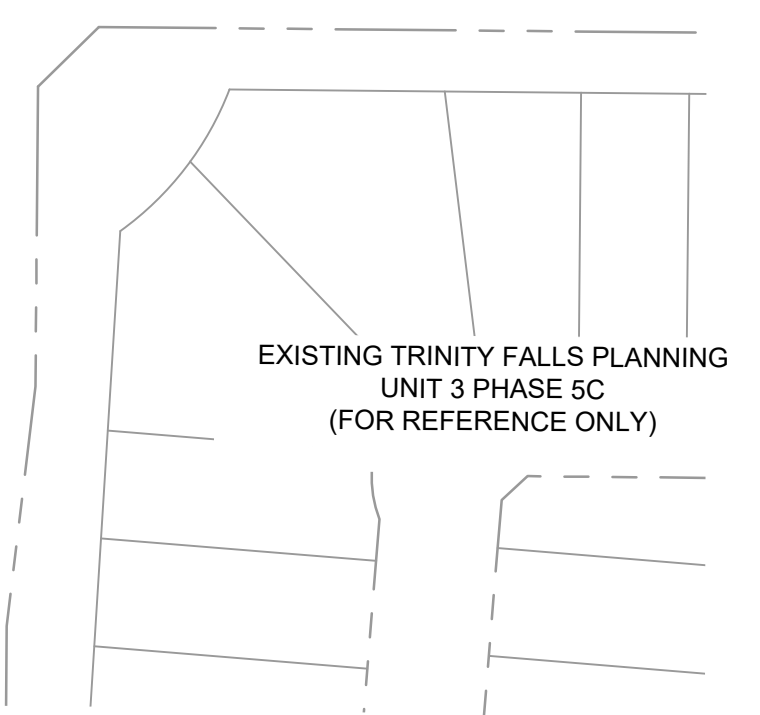 EXISTING TRINITY FALLS PLANNING
UNIT 3 PHASE 5C
(FOR REFERENCE ONLY)